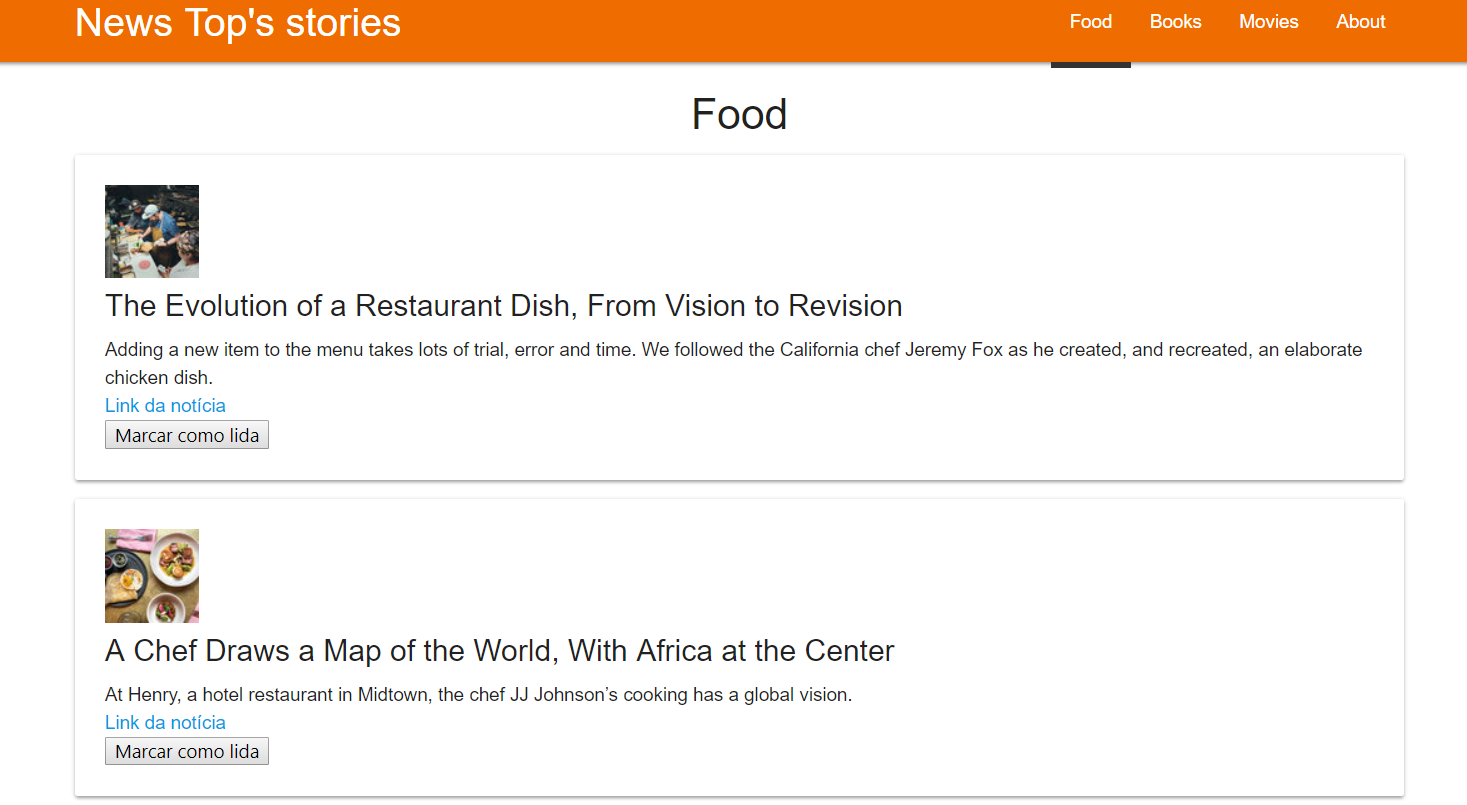 News Top's stories
Food Books Movies About
Food
The Evolution of a Restaurant Dish, From Vision to Revision
Adding a new item to the menu takes lots of trial, error and time. We followed the California chef Jeremy Fox as he created, and recreated, an elaborate
chicken dish.
Link da notícia
Marcar como lida
A Chef Draws a Map of the World, With Africa at the Center
At Henry, a hotel restaurant in Midtown, the chef JJ Johnson’s cooking has a global vision.
Link da notícia
Marcar como lida